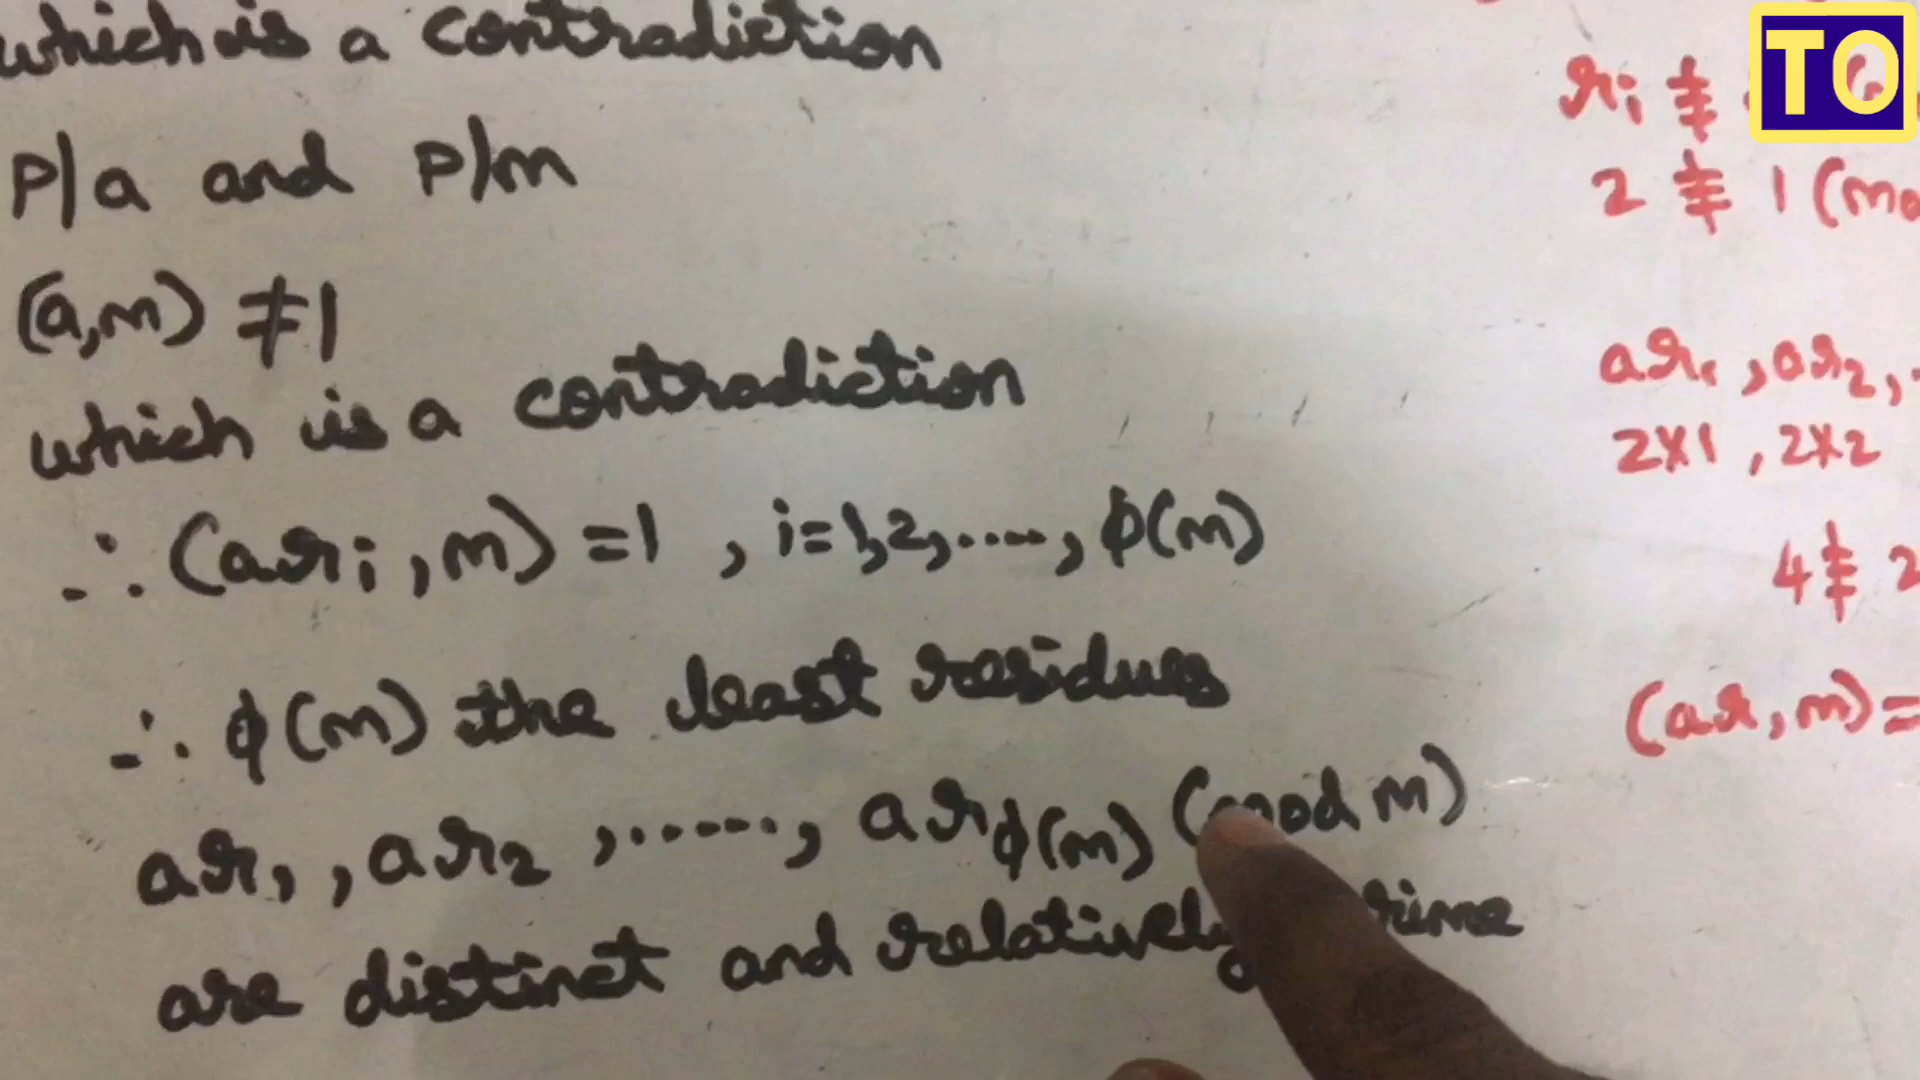 which is a contradiction
P/a and P/m
(a,m) ≠1
which is a contradiction
∴ (ari,m) =1 , i=1,2,....,φ(m)
∴ φ(m) the least residues
ar1, ar2 ,......, arφ(m) (mod m)
are distinct and relatively
TO
ri ≢
2 ≢ 1 (mo
ar1, ar2,
2x1 , 2x2
4 ≢ 2
(ar,m)=